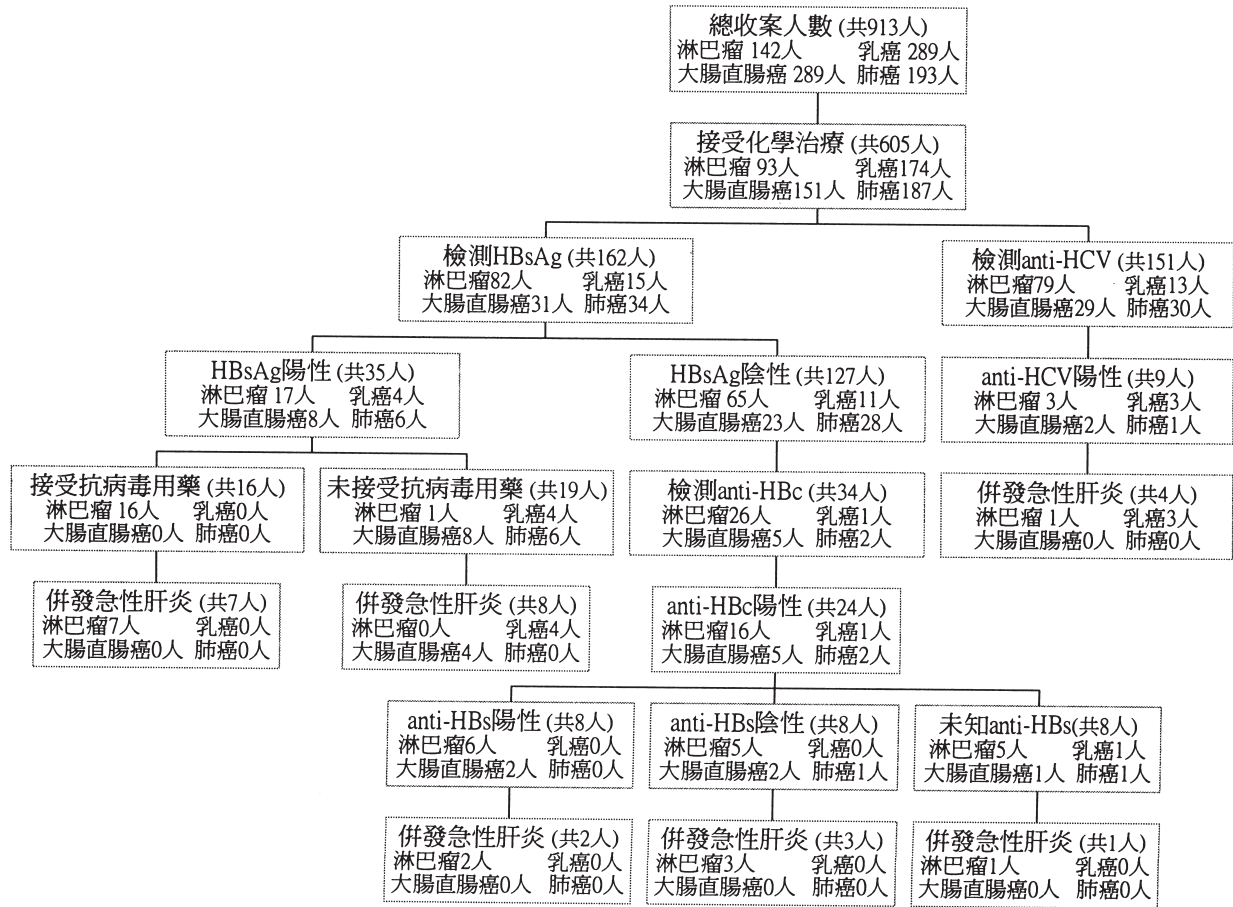 總收案人數 (共913人)
淋巴瘤 142人 乳癌 289人
大腸直腸癌 289人 肺癌 193人
接受化學治療 (共605人)
淋巴瘤 93人 乳癌174人
大腸直腸癌151人 肺癌187人
檢測HBsAg (共162人)
淋巴瘤82人 乳癌15人
大腸直腸癌31人 肺癌34人
檢測anti-HCV (共151人)
淋巴瘤79人 乳癌13人
大腸直腸癌29人 肺癌30人
HBsAg陽性 (共35人)
淋巴瘤 17人 乳癌4人
大腸直腸癌8人 肺癌6人
HBsAg陰性 (共127人)
淋巴瘤 65人 乳癌11人
大腸直腸癌23人 肺癌28人
anti-HCV陽性 (共9人)
淋巴瘤 3人 乳癌3人
大腸直腸癌2人 肺癌1人
接受抗病毒用藥 (共16人)
淋巴瘤 16人 乳癌0人
大腸直腸癌0人 肺癌0人
未接受抗病毒用藥 (共19人)
淋巴瘤 1人 乳癌4人
大腸直腸癌8人 肺癌6人
檢測anti-HBc (共34人)
淋巴瘤26人 乳癌1人
大腸直腸癌5人 肺癌2人
併發急性肝炎 (共4人)
淋巴瘤 1人 乳癌3人
大腸直腸癌0人 肺癌0人
併發急性肝炎 (共7人)
淋巴瘤7人 乳癌0人
大腸直腸癌0人 肺癌0人
併發急性肝炎 (共8人)
淋巴瘤0人 乳癌4人
大腸直腸癌4人 肺癌0人
anti-HBc陽性 (共24人)
淋巴瘤16人 乳癌1人
大腸直腸癌5人 肺癌2人
anti-HBs陽性 (共8人)
淋巴瘤6人 乳癌0人
大腸直腸癌2人 肺癌0人
anti-HBs陰性 (共8人)
淋巴瘤5人 乳癌0人
大腸直腸癌2人 肺癌1人
未知anti-HBs(共8人)
淋巴瘤5人 乳癌1人
大腸直腸癌1人 肺癌1人
併發急性肝炎 (共2人)
淋巴瘤2人 乳癌0人
大腸直腸癌0人 肺癌0人
併發急性肝炎 (共3人)
淋巴瘤3人 乳癌0人
大腸直腸癌0人 肺癌0人
併發急性肝炎 (共1人)
淋巴瘤1人 乳癌0人
大腸直腸癌0人 肺癌0人